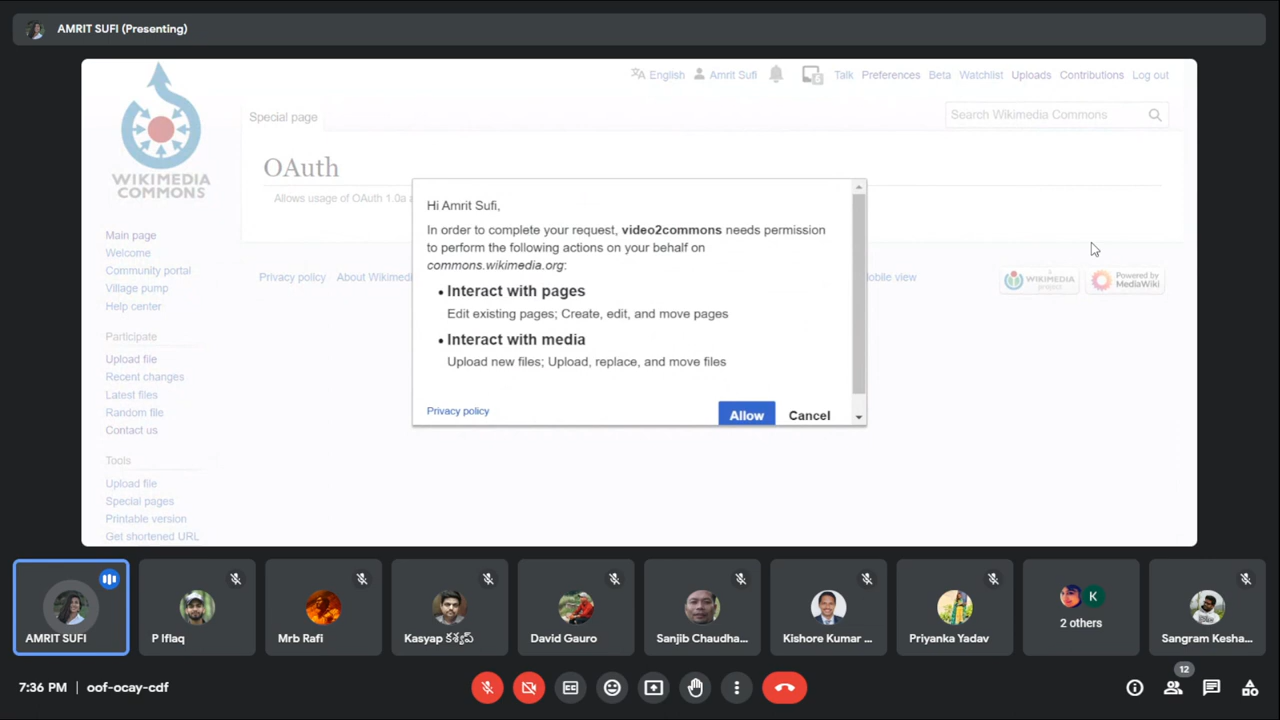 AMRIT SUFI (Presenting)
English Amrit Sufi Talk Preferences Beta Watchlist Uploads Contributions Log out
Special page
Search Wikimedia Commons
WIKIMEDIA
COMMONS
OAuth
Allows usage of OAuth 1.0a
Hi Amrit Sufi,
In order to complete your request, video2commons needs permission
to perform the following actions on your behalf on
commons.wikimedia.org:
• Interact with pages
Edit existing pages; Create, edit, and move pages
• Interact with media
Upload new files; Upload, replace, and move files
Privacy policy Allow Cancel
Main page
Welcome
Community portal
Village pump
Help center
Participate
Upload file
Recent changes
Latest files
Random file
Contact us
Tools
Upload file
Special pages
Printable version
Get shortened URL
Privacy policy About Wikimedi
obile view
A
WIKIMEDIA
project
Powered by
MediaWiki
AMRIT SUFI
P Iflaq
Mrb Rafi
Kasyap కశ్యప్
David Gauro
Sanjib Chaudha...
Kishore Kumar ...
Priyanka Yadav
K
2 others
Sangram Kesha...
7:36 PM | oof-ocay-cdf
CC
12